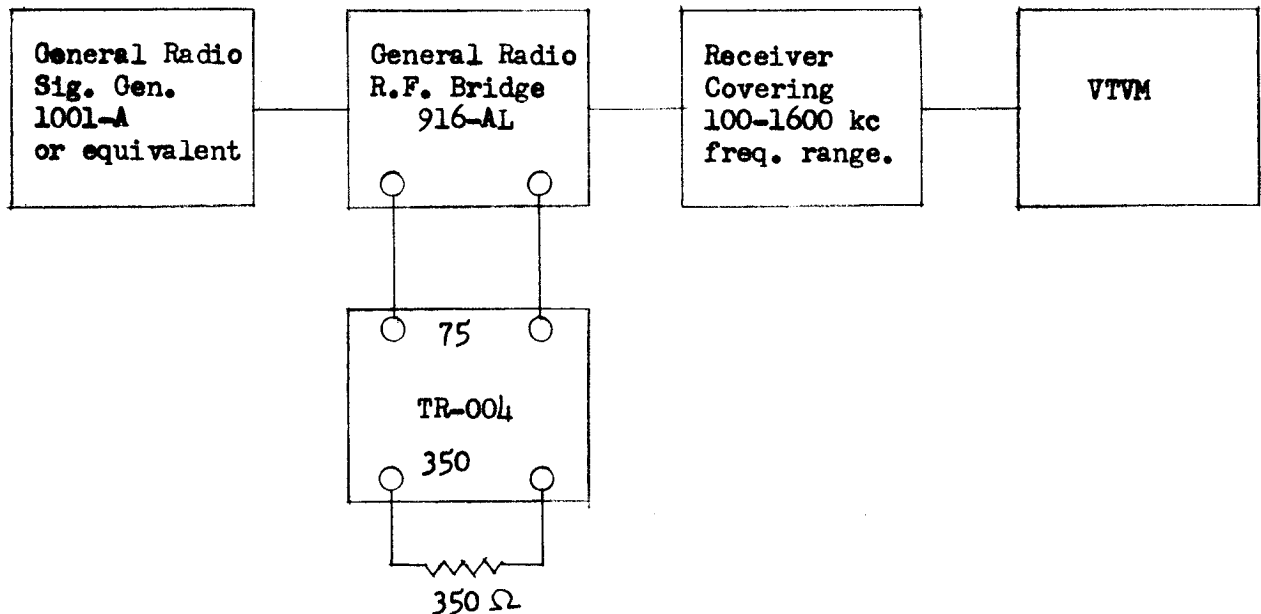 General Radio
Sig. Gen.
1001-A
or equivalent
General Radio
R.F. Bridge
916-AL
Receiver
Covering
100-1600 kc
freq. range.
VTVM
75
TR-004
350
350 Ω